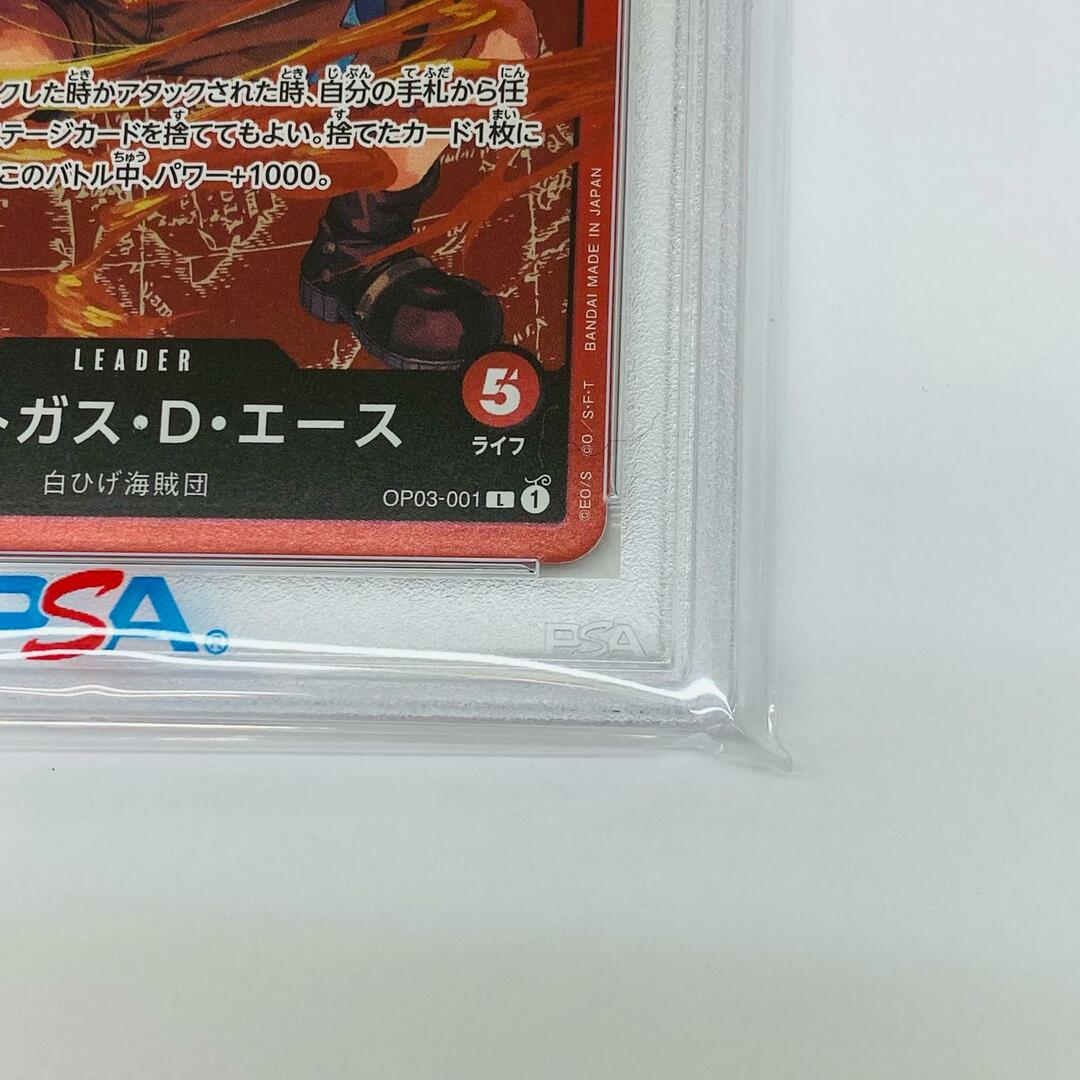 クした時かアタックされた時、自分の手札から任
テージカードを捨ててもよい。捨てたカード1枚に
このバトル中、パワー+1000。
LEADER
トガス・D・エース
5
ライフ
白ひげ海賊団
OP03-001 L 1
©EO/S ©O/S・F・T BANDAI MADE IN JAPAN
PSA®
PSA